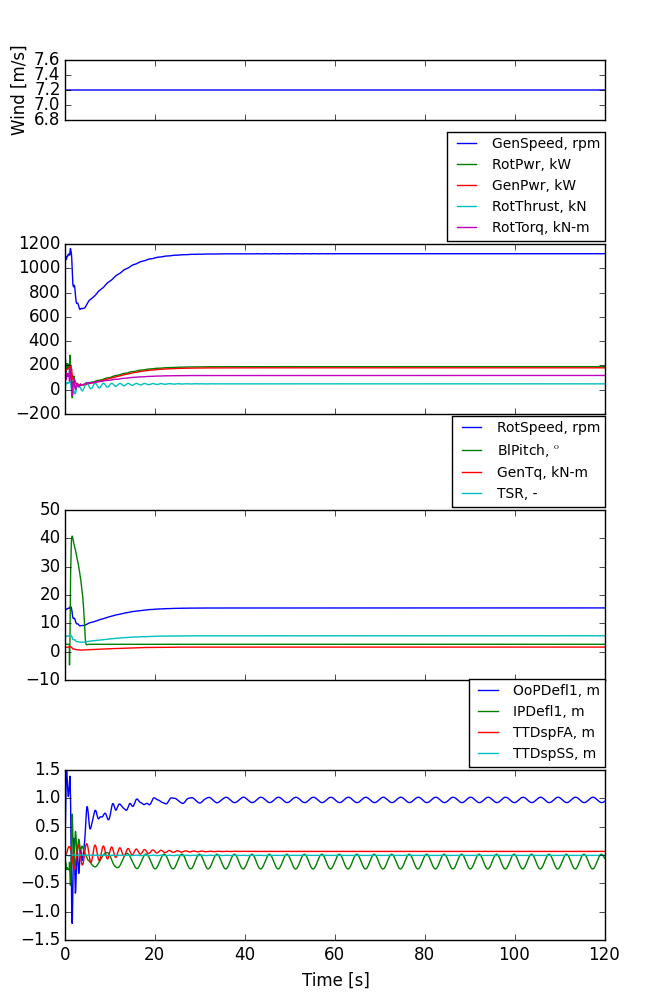 Wind [m/s]
7.6
7.4
7.2
7.0
6.8
GenSpeed, rpm
RotPwr, kW
GenPwr, kW
RotThrust, kN
RotTorq, kN-m
1200
1000
800
600
400
200
0
−200
RotSpeed, rpm
BlPitch, °
GenTq, kN-m
TSR, -
50
40
30
20
10
0
−10
OoPDefl1, m
IPDefl1, m
TTDspFA, m
TTDspSS, m
1.5
1.0
0.5
0.0
−0.5
−1.0
−1.5
0 20 40 60 80 100 120
Time [s]